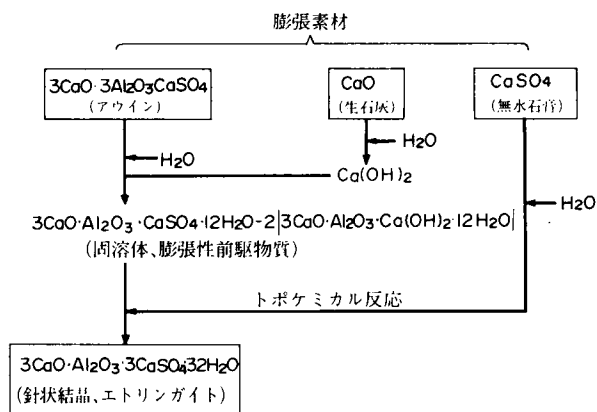 膨張素材
3CaO·3Al₂O₃CaSO₄
(アウイン)
CaO
(生石灰)
CaSO₄
(無水石膏)
H₂O
H₂O
Ca(OH)₂
H₂O
3CaO·Al₂O₃·CaSO₄·12H₂O-2|3CaO·Al₂O₃·Ca(OH)₂·12H₂O|
(固溶体、膨張性前駆物質)
トポケミカル反応
3CaO·Al₂O₃·3CaSO₄32H₂O
(針状結晶、エトリンガイト)